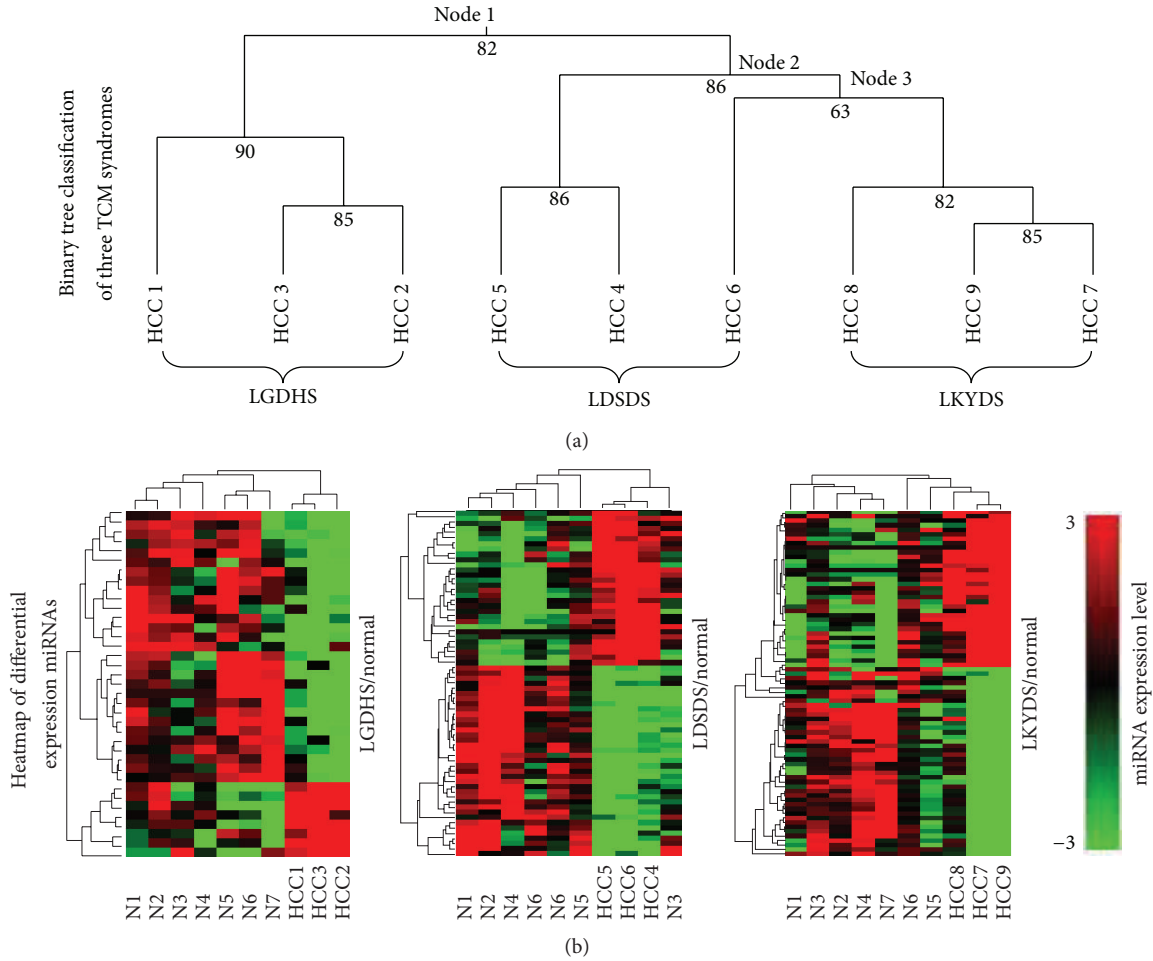 Node 1
82
Node 2
86
Node 3
63
90
85
86
82
85
Binary tree classification
of three TCM syndromes
HCC 1
HCC 3
HCC 2
HCC 5
HCC 4
HCC 6
HCC 8
HCC 9
HCC 7
LGDHS
LDSDS
LKYDS
(a)
Heatmap of differential
expression miRNAs
N1
N2
N3
N4
N5
N6
N7
HCC1
HCC3
HCC2
LGDHS/normal
N1
N2
N4
N6
N6
N5
HCC5
HCC6
HCC4
N3
LDSDS/normal
N1
N3
N2
N4
N7
N6
N5
HCC8
HCC7
HCC9
LKYDS/normal
3
−3
miRNA expression level
(b)